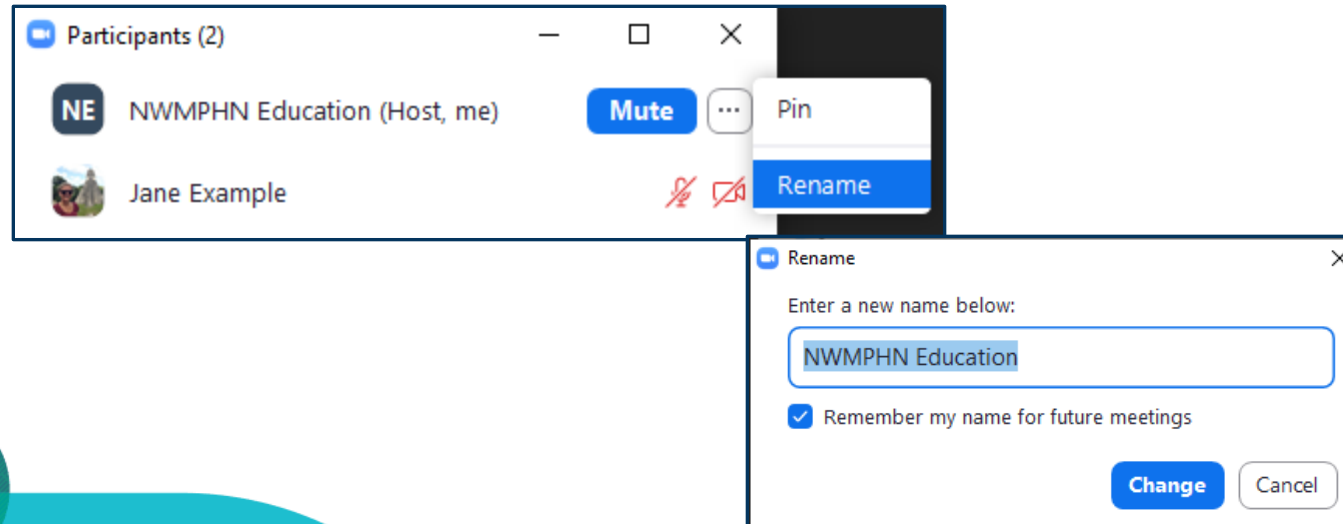 Participants (2)
NE NWMPHN Education (Host, me) Mute ... Pin
Jane Example Rename
Rename
Enter a new name below:
NWMPHN Education
Remember my name for future meetings
Change Cancel